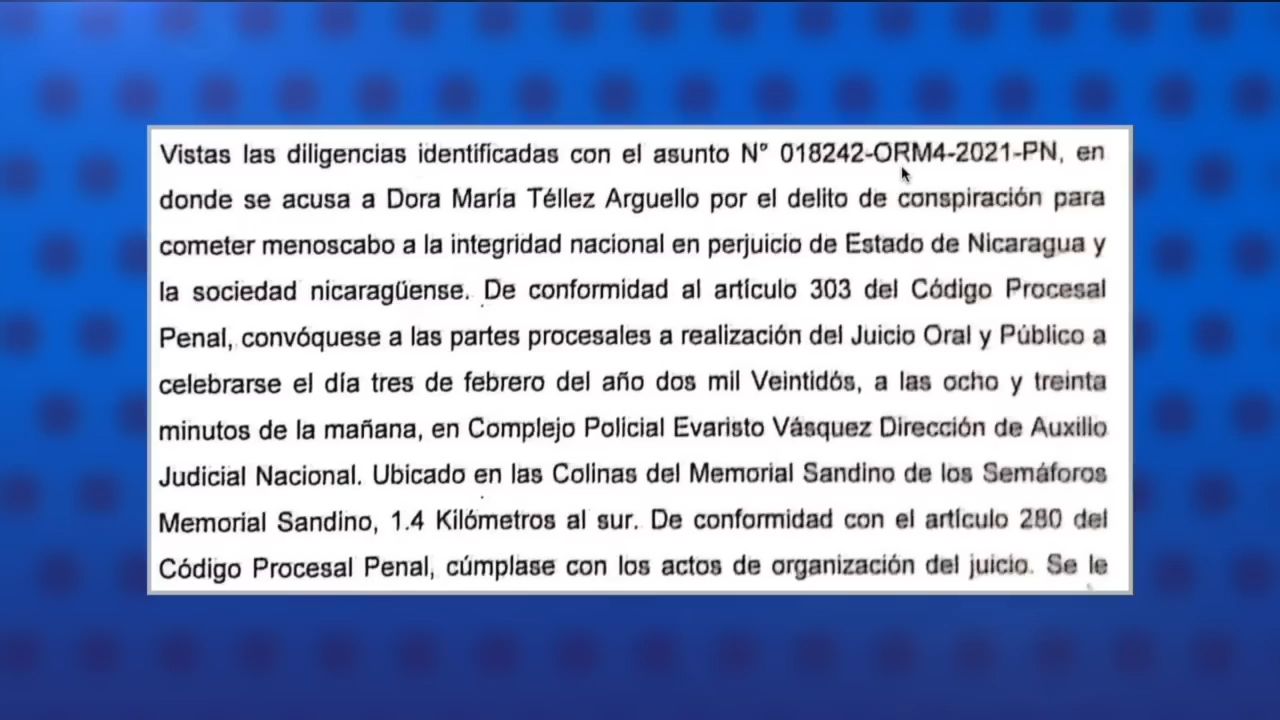 Vistas las diligencias identificadas con el asunto N° 018242-ORM4-2021-PN, en
donde se acusa a Dora María Téllez Arguello por el delito de conspiración para
cometer menoscabo a la integridad nacional en perjuicio de Estado de Nicaragua y
la sociedad nicaragüense. De conformidad al artículo 303 del Código Procesal
Penal, convóquese a las partes procesales a realización del Juicio Oral y Público a
celebrarse el día tres de febrero del año dos mil Veintidós, a las ocho y treinta
minutos de la mañana, en Complejo Policial Evaristo Vásquez Dirección de Auxilio
Judicial Nacional. Ubicado en las Colinas del Memorial Sandino de los Semáforos
Memorial Sandino, 1.4 Kilómetros al sur. De conformidad con el artículo 280 del
Código Procesal Penal, cúmplase con los actos de organización del juicio. Se le